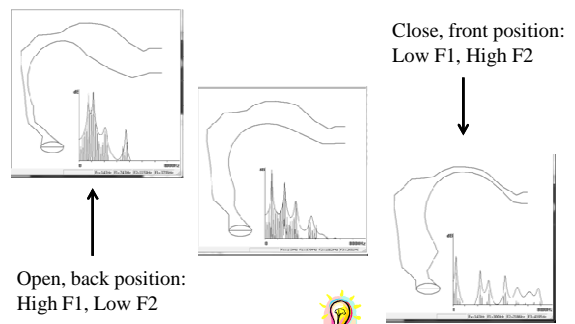 Close, front position:
Low F1, High F2
Open, back position:
High F1, Low F2